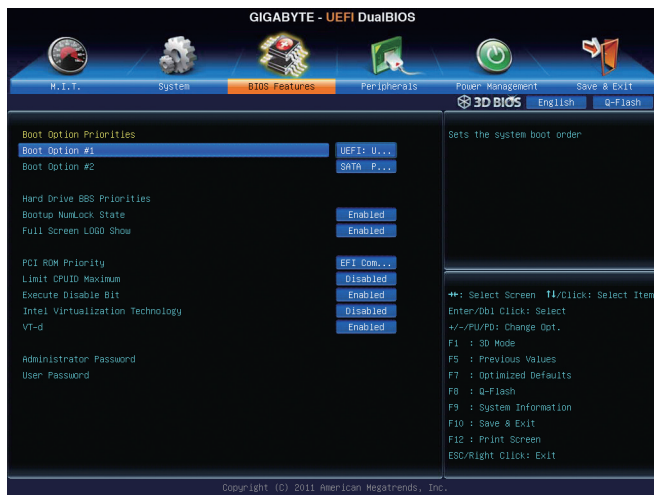 GIGABYTE - UEFI DualBIOS
M.I.T.
System
BIOS Features
Peripherals
Power Management
Save & Exit
3D BIOS
English
Q-Flash
Boot Option Priorities
Boot Option #1 UEFI: U...
Boot Option #2 SATA P...
Hard Drive BBS Priorities
Bootup NumLock State Enabled
Full Screen LOGO Show Enabled
PCI ROM Priority EFI Com...
Limit CPUID Maximum Disabled
Execute Disable Bit Enabled
Intel Virtualization Technology Disabled
VT-d Enabled
Administrator Password
User Password
Sets the system boot order
→←: Select Screen ↑↓/Click: Select Item
Enter/Dbl Click: Select
+/-/PU/PD: Change Opt.
F1 : 3D Mode
F5 : Previous Values
F7 : Optimized Defaults
F8 : Q-Flash
F9 : System Information
F10 : Save & Exit
F12 : Print Screen
ESC/Right Click: Exit
Copyright (C) 2011 American Megatrends, Inc.